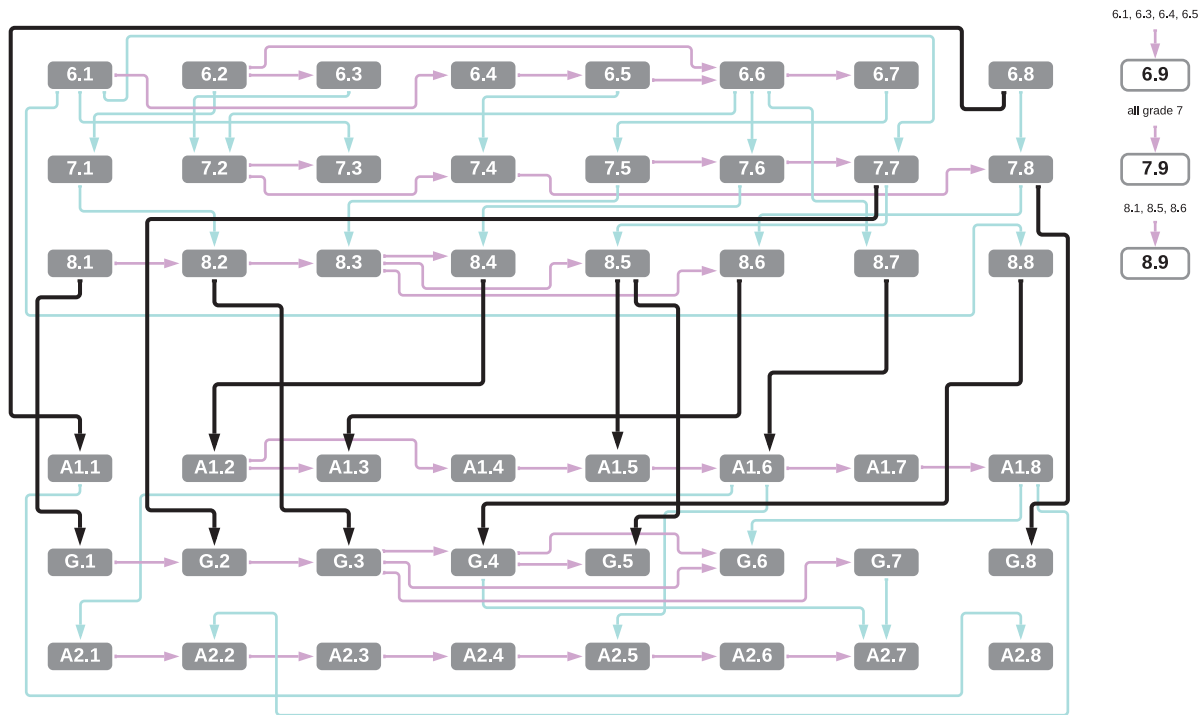 6.1, 6.3, 6.4, 6.5
6.1 6.2 6.3 6.4 6.5 6.6 6.7 6.8 6.9
all grade 7
7.1 7.2 7.3 7.4 7.5 7.6 7.7 7.8 7.9
8.1, 8.5, 8.6
8.1 8.2 8.3 8.4 8.5 8.6 8.7 8.8 8.9
A1.1 A1.2 A1.3 A1.4 A1.5 A1.6 A1.7 A1.8
G.1 G.2 G.3 G.4 G.5 G.6 G.7 G.8
A2.1 A2.2 A2.3 A2.4 A2.5 A2.6 A2.7 A2.8